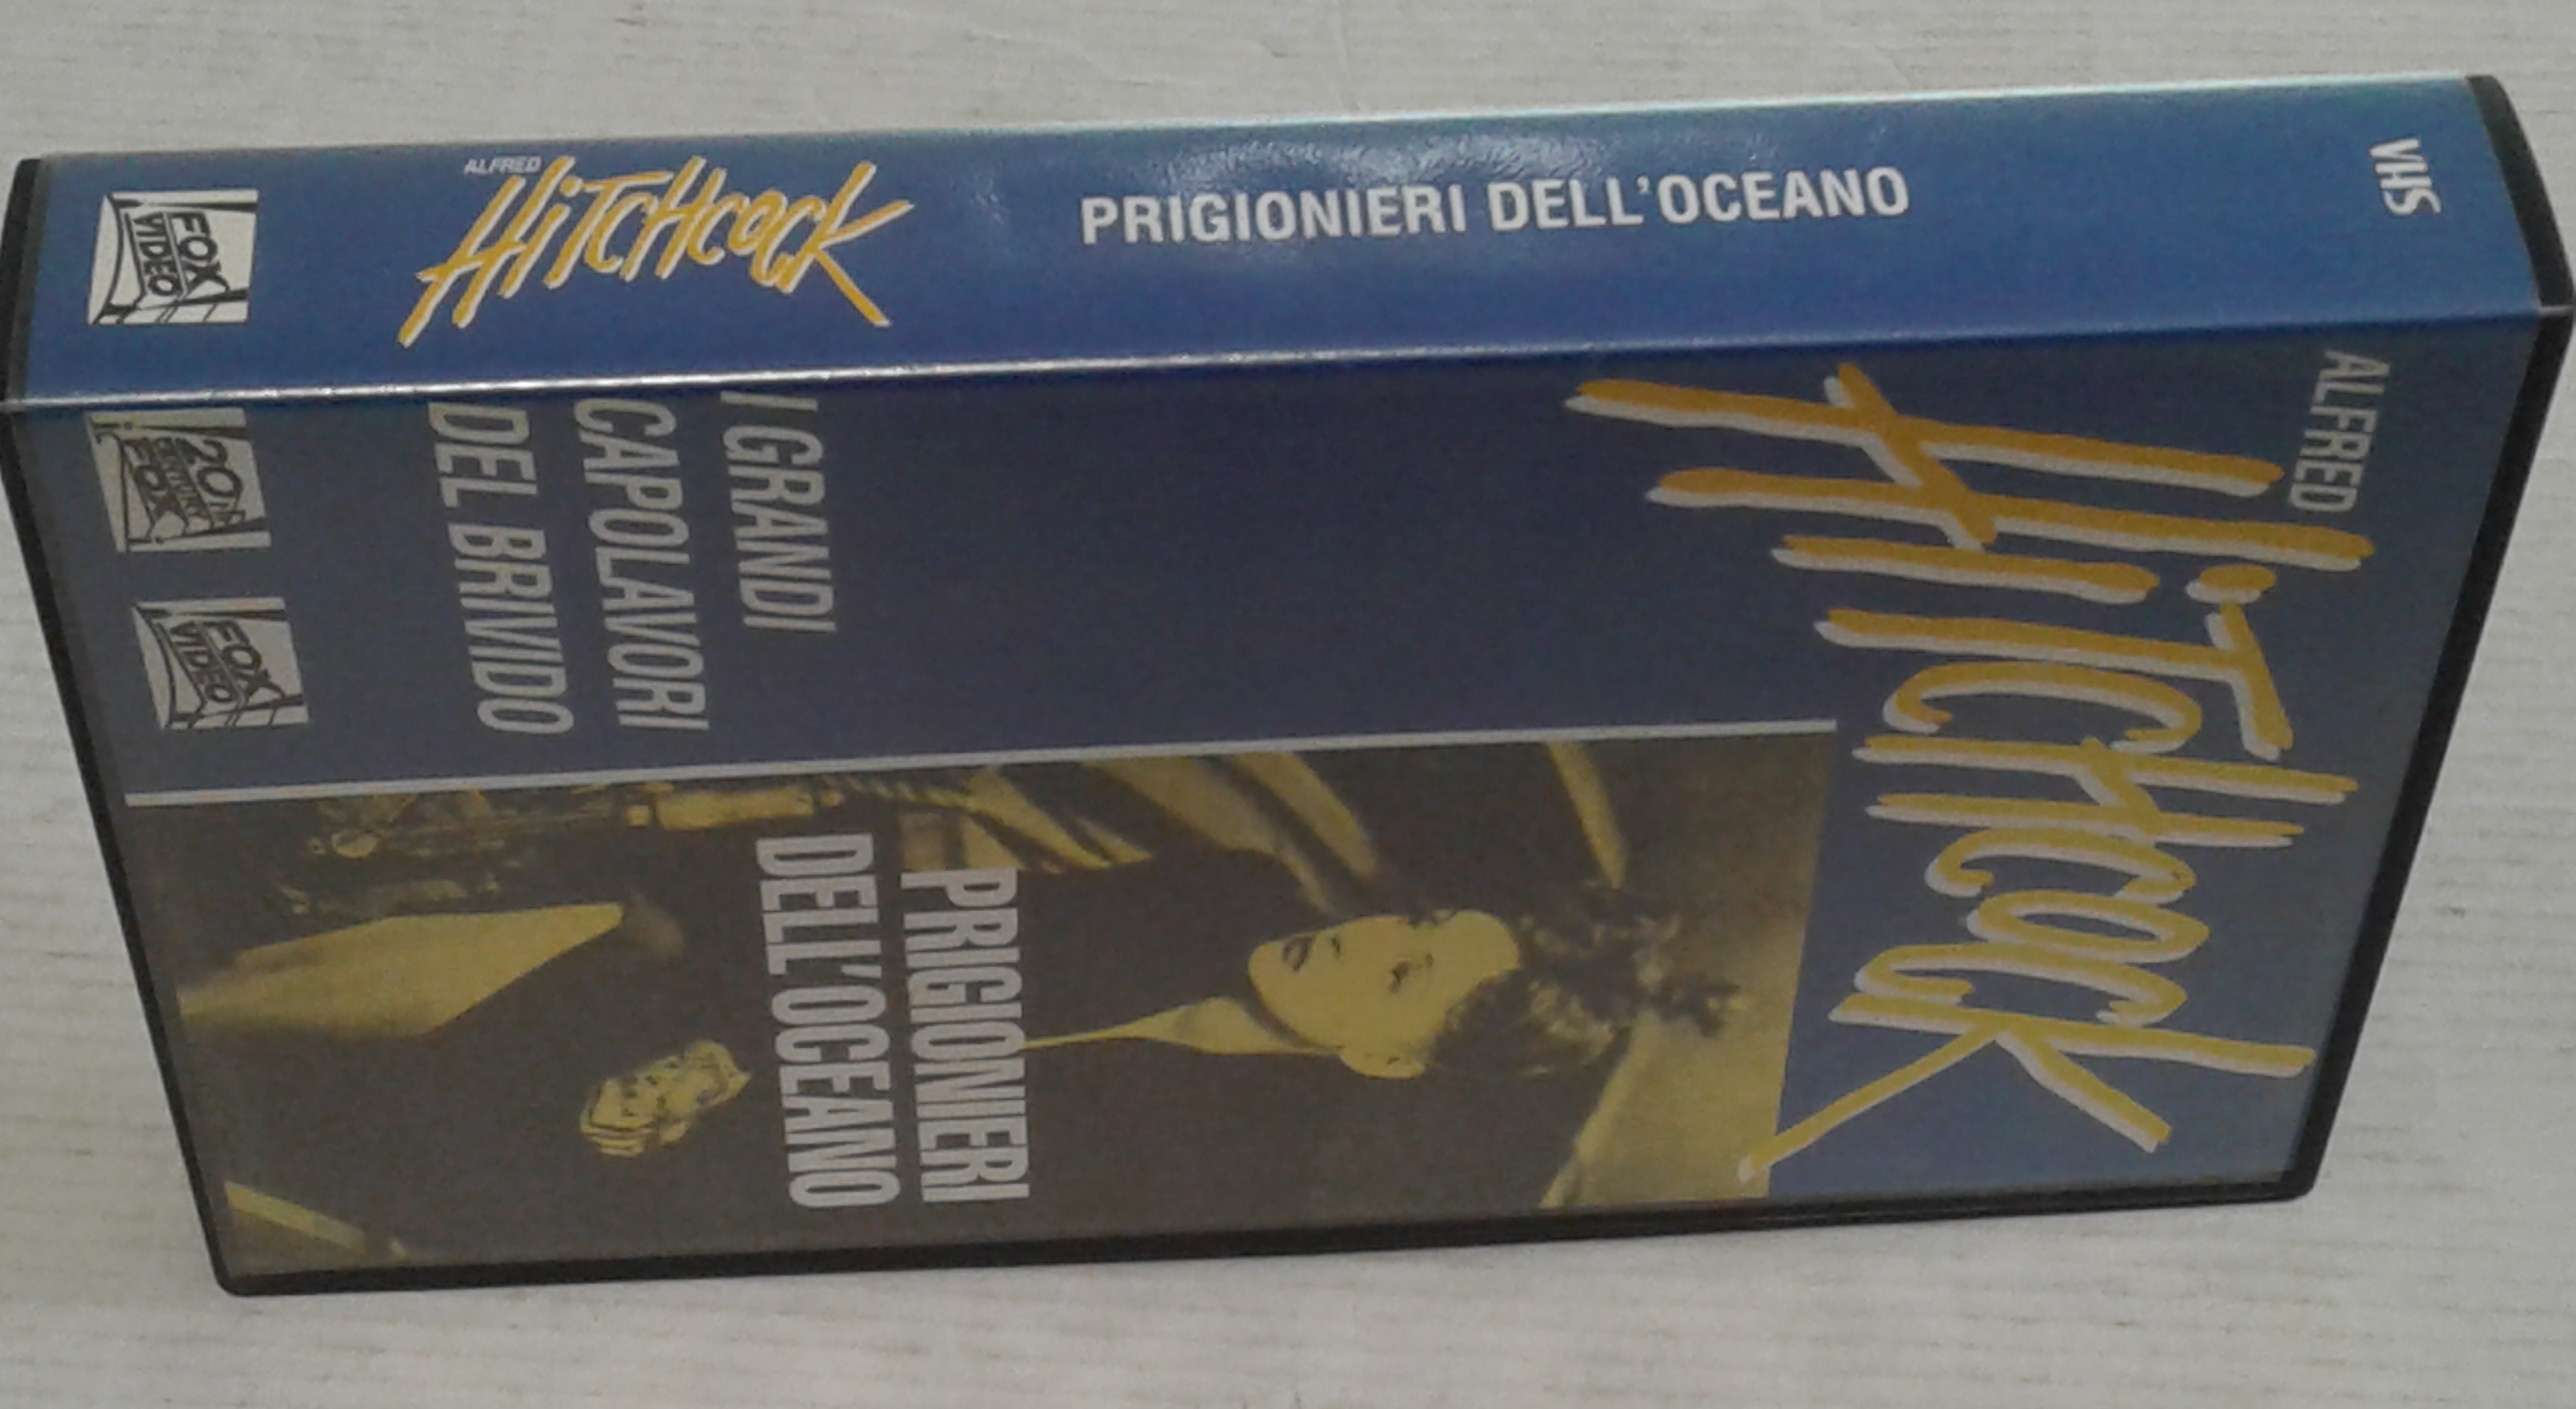 FOX
VIDEO
ALFRED
HiTCHCocK
PRIGIONIERI DELL'OCEANO
VHS
ALFRED
HiTCHCocK
PRIGIONIERI
DELL'OCEANO
I GRANDI
CAPOLAVORI
DEL BRIVIDO
20TH
CENTURY
FOX
FOX
VIDEO